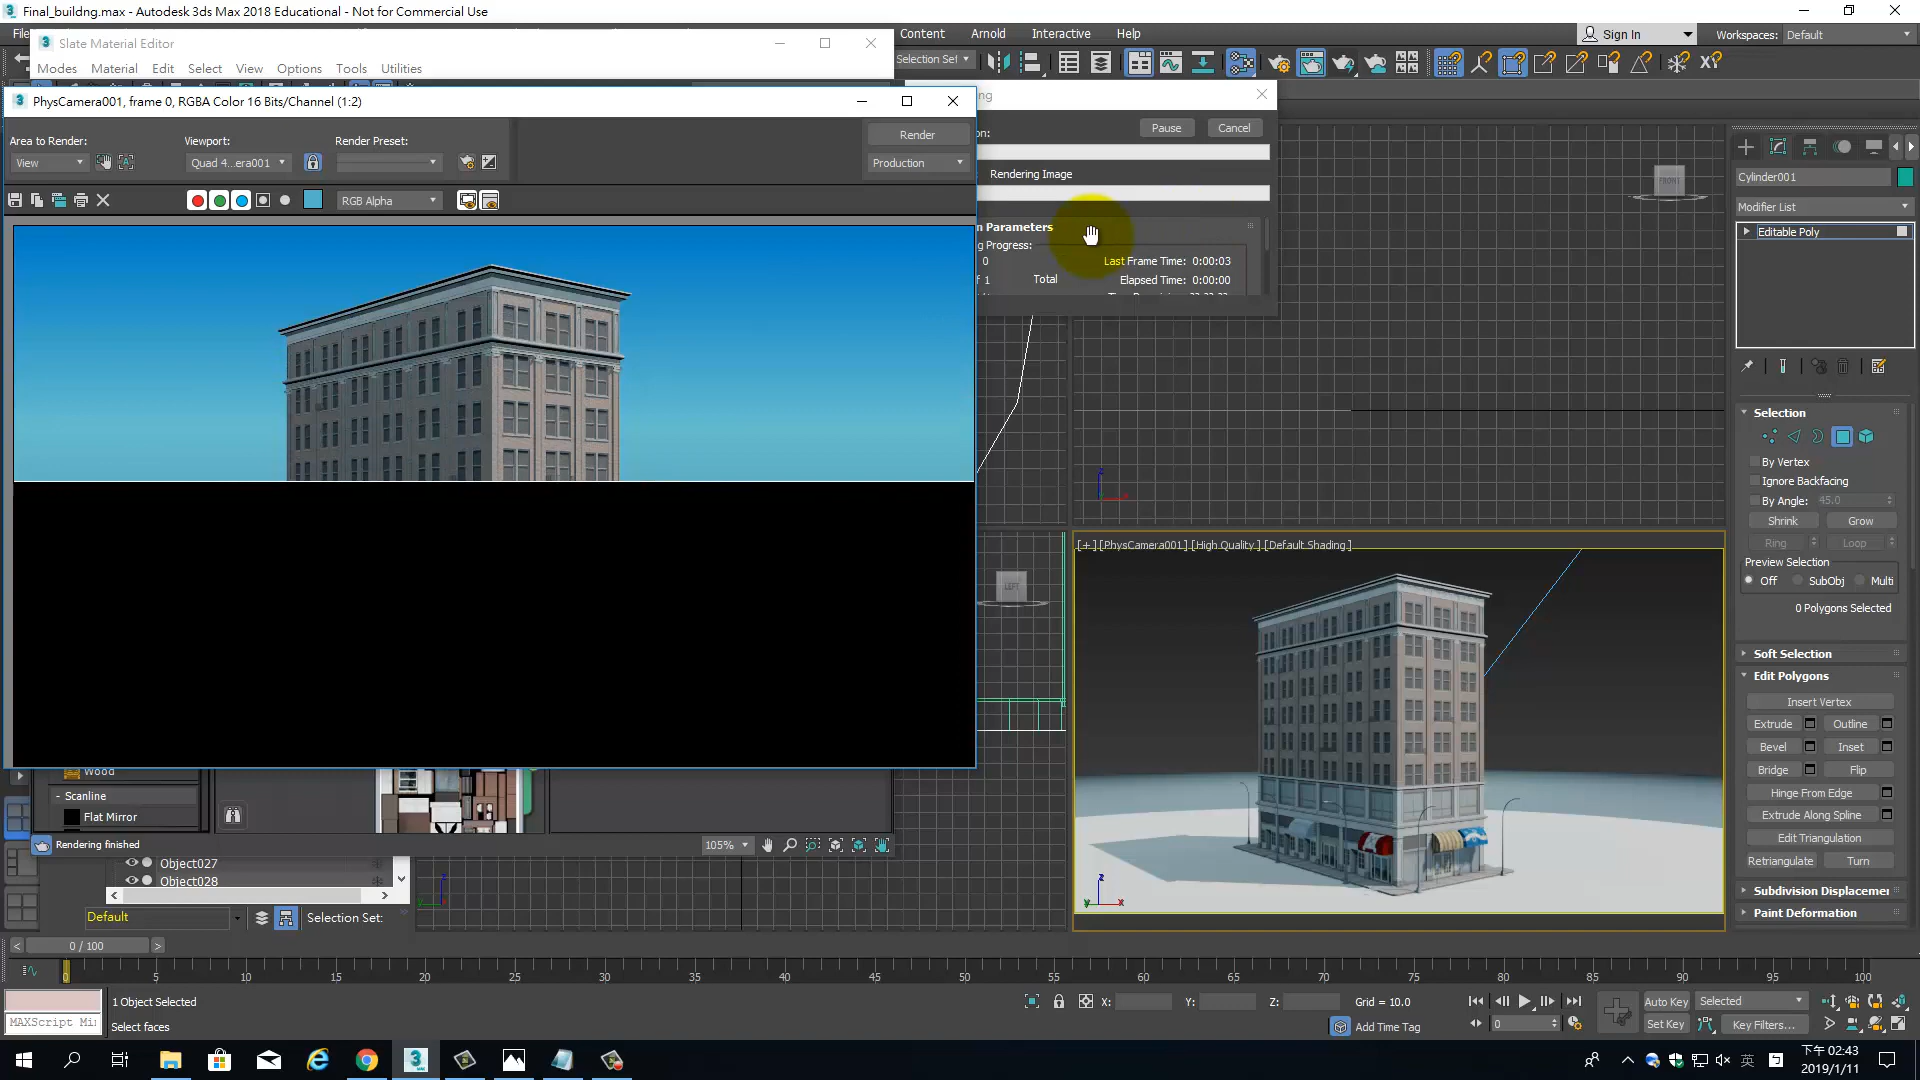 Final_buildng.max - Autodesk 3ds Max 2018 Educational - Not for Commercial Use
Content Arnold Interactive Help
Sign In
Workspaces: Default
Slate Material Editor
Modes Material Edit Select View Options Tools Utilities
Selection Set
PhysCamera001, frame 0, RGBA Color 16 Bits/Channel (1:2)
Area to Render: Viewport: Render Preset:
View Quad 4...era001
Render
Production
RGB Alpha
Pause Cancel
Rendering Image
Parameters
Progress:
0 Last Frame Time: 0:00:03
1 Total Elapsed Time: 0:00:00
FRONT
LEFT
[+] [PhysCamera001] [High Quality ] [Default Shading ]
Cylinder001
Modifier List
Editable Poly
Selection
By Vertex
Ignore Backfacing
By Angle: 45.0
Shrink Grow
Ring Loop
Preview Selection
Off SubObj Multi
0 Polygons Selected
Soft Selection
Edit Polygons
Insert Vertex
Extrude Outline
Bevel Inset
Bridge Flip
Hinge From Edge
Extrude Along Spline
Edit Triangulation
Retriangulate Turn
Subdivision Displacemen
Paint Deformation
Wood
- Scanline
Flat Mirror
Rendering finished
105%
Object027
Object028
Default
Selection Set:
0 / 100
0 5 10 15 20 25 30 35 40 45 50 55 60 65 70 75 80 85 90 95 100
MAXScript Mi
1 Object Selected
Select faces
X: Y: Z: Grid = 10.0
Add Time Tag
0
Auto Key Selected
Set Key Key Filters...
英
下午 02:43
2019/1/11